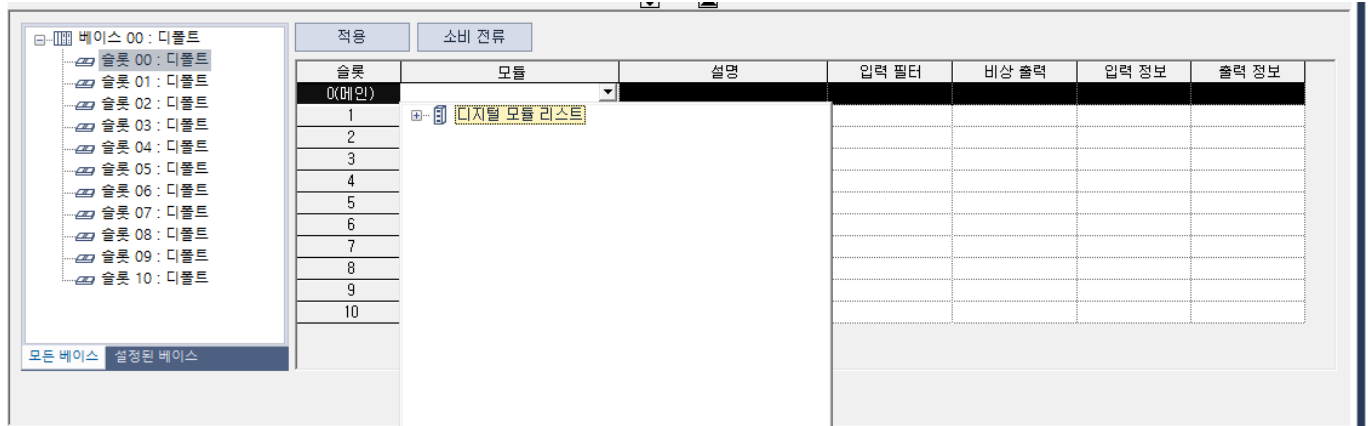 베이스 00 : 디폴트
슬롯 00 : 디폴트
슬롯 01 : 디폴트
슬롯 02 : 디폴트
슬롯 03 : 디폴트
슬롯 04 : 디폴트
슬롯 05 : 디폴트
슬롯 06 : 디폴트
슬롯 07 : 디폴트
슬롯 08 : 디폴트
슬롯 09 : 디폴트
슬롯 10 : 디폴트
모든 베이스 설정된 베이스
적용 소비 전류
슬롯 모듈 설명 입력 필터 비상 출력 입력 정보 출력 정보
0(메인)
디지털 모듈 리스트
1
2
3
4
5
6
7
8
9
10